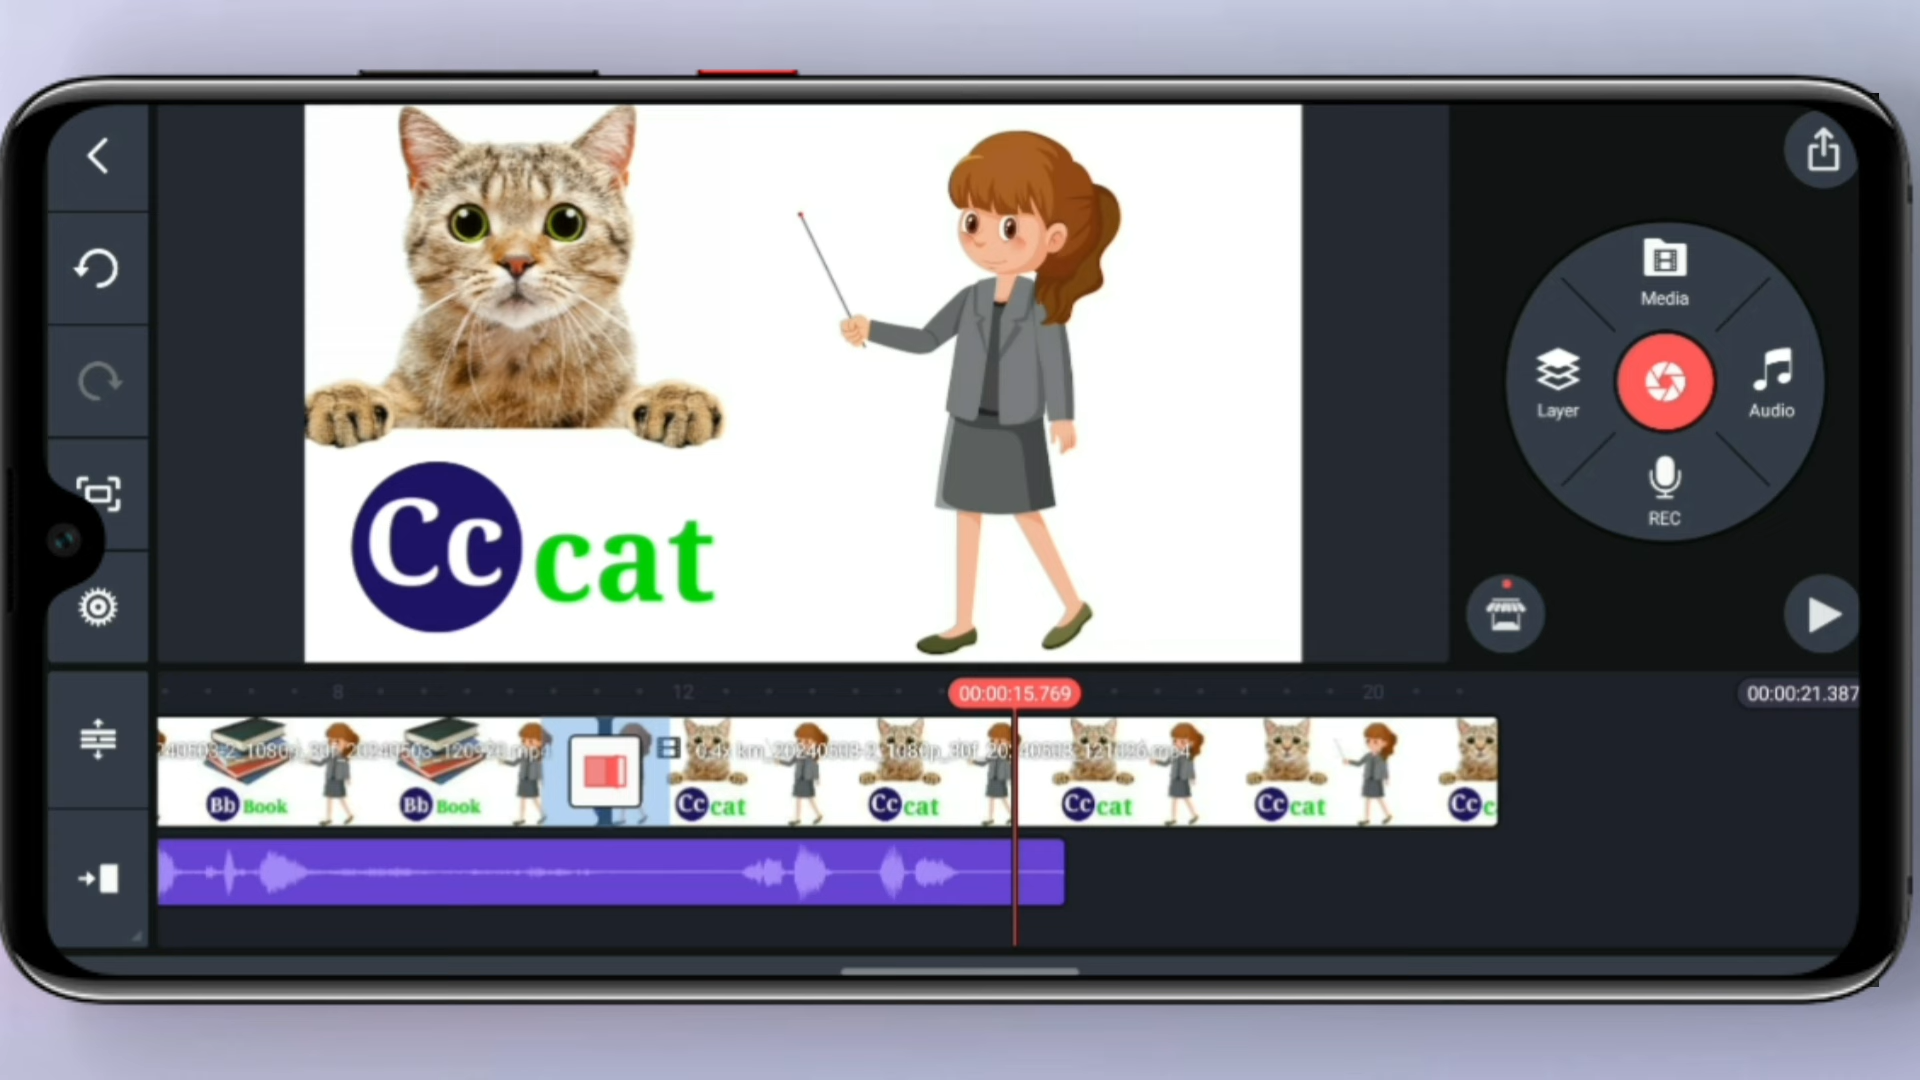 Media
Layer
Audio
REC
Cc cat
8
12
00:00:15.769
20
00:00:21.387
Bb Book
Bb Book
Cc cat
Cc cat
Cc cat
Cc cat
Cc c